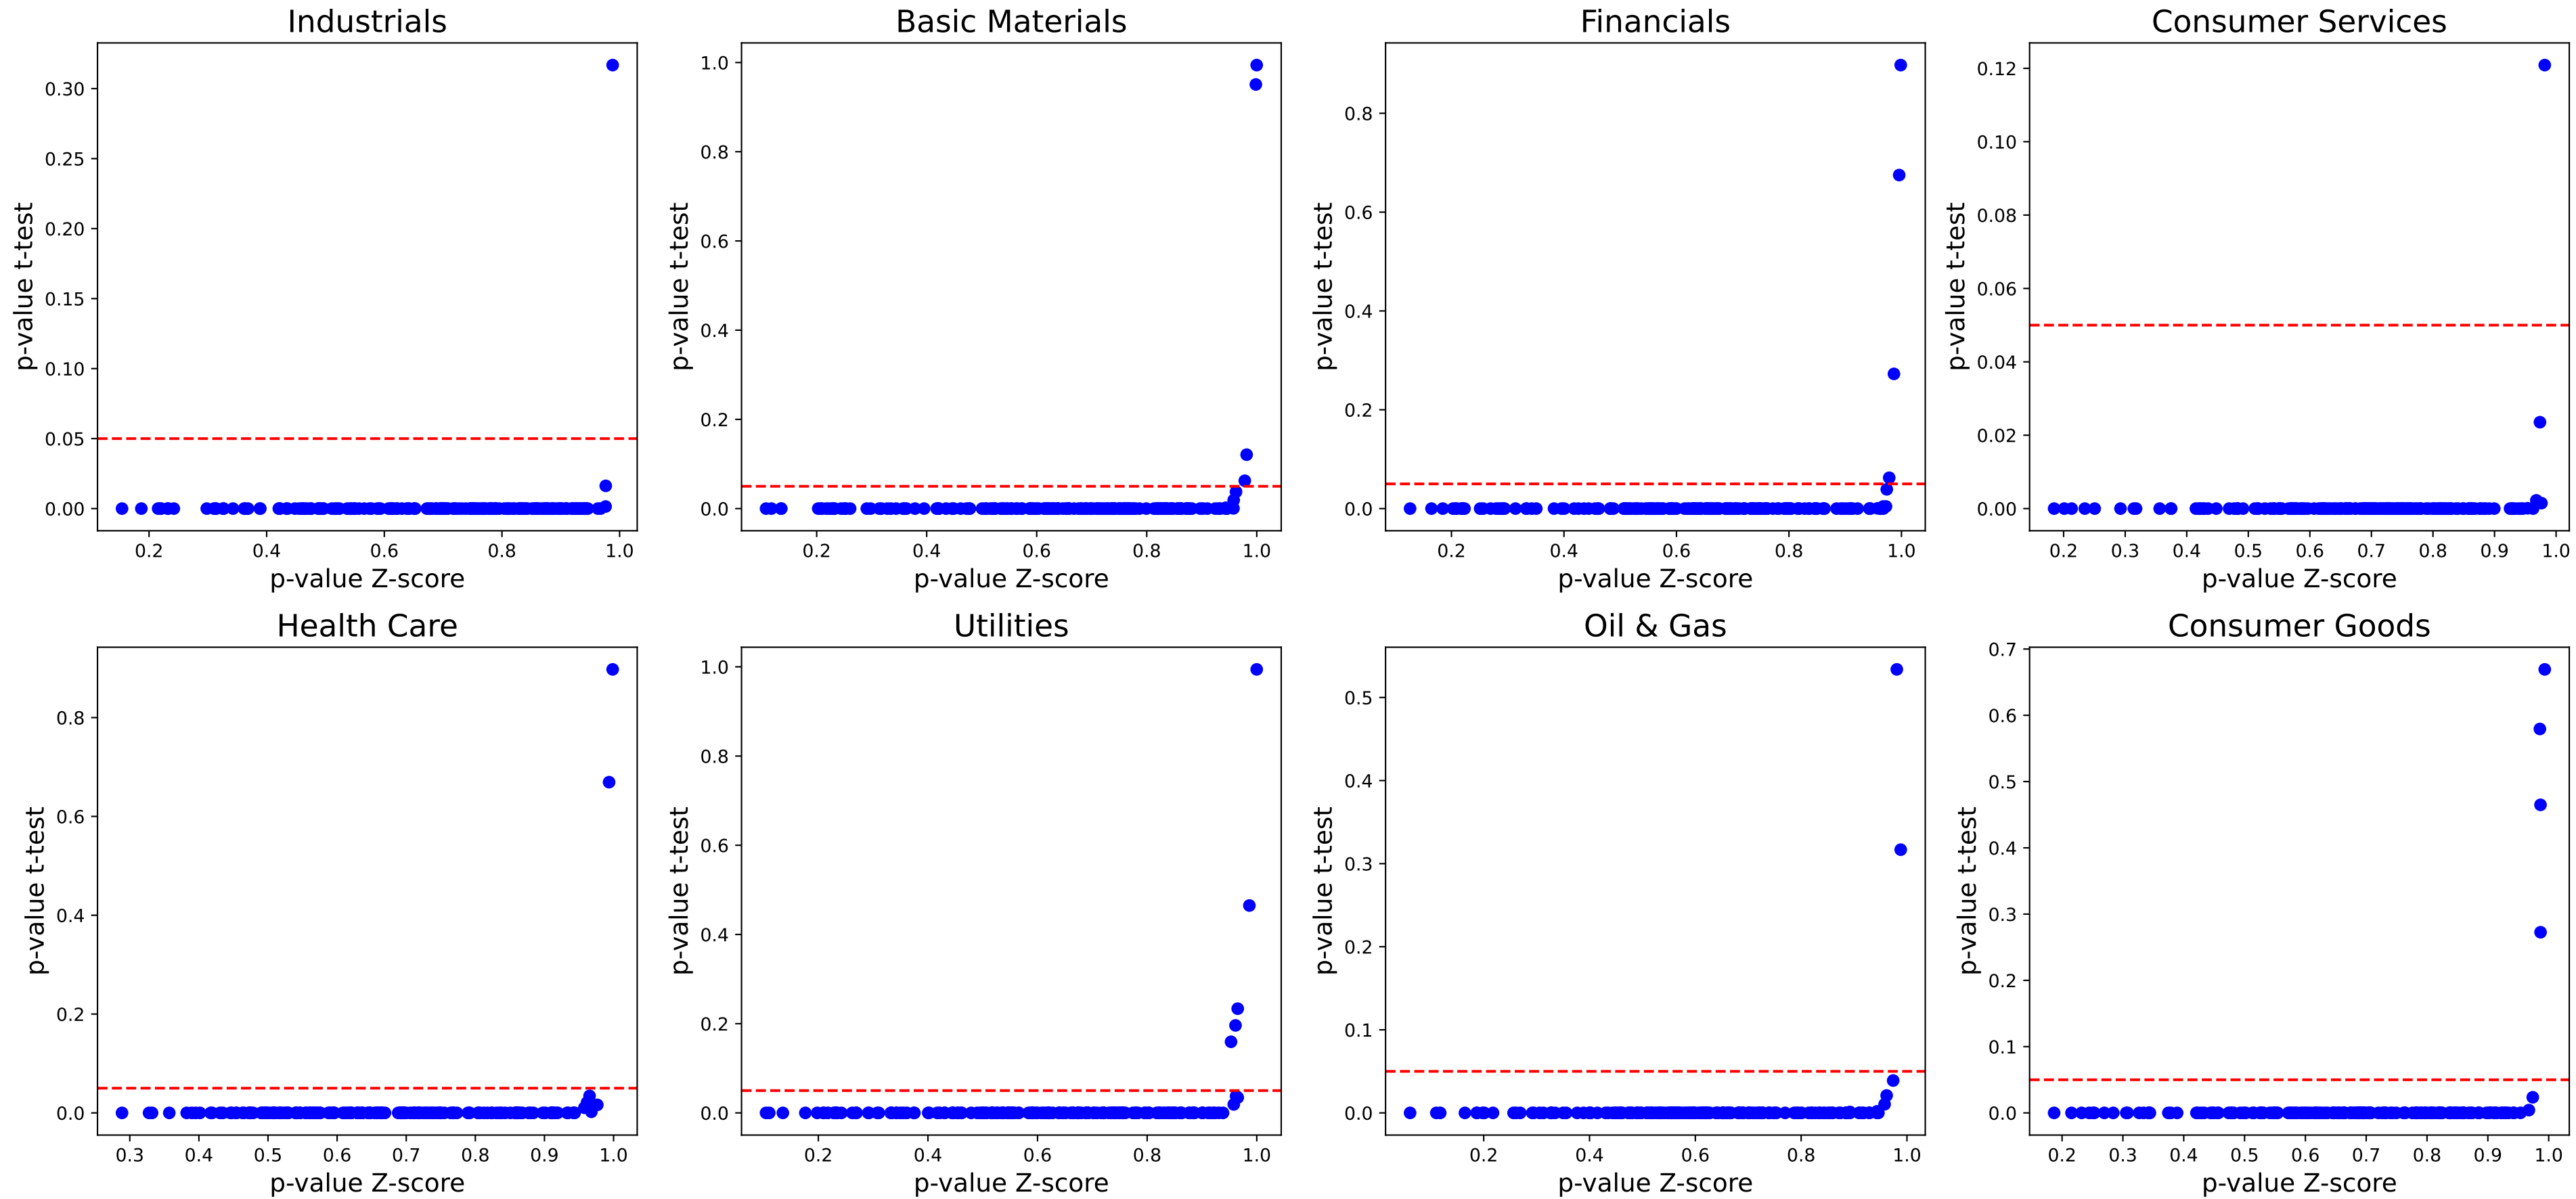 Industrials
0.30
0.25
0.20
0.15
0.10
0.05
0.00
p-value t-test
0.2 0.4 0.6 0.8 1.0
p-value Z-score
Basic Materials
1.0
0.8
0.6
0.4
0.2
0.0
p-value t-test
0.2 0.4 0.6 0.8 1.0
p-value Z-score
Financials
0.8
0.6
0.4
0.2
0.0
p-value t-test
0.2 0.4 0.6 0.8 1.0
p-value Z-score
Consumer Services
0.12
0.10
0.08
0.06
0.04
0.02
0.00
p-value t-test
0.2 0.3 0.4 0.5 0.6 0.7 0.8 0.9 1.0
p-value Z-score
Health Care
0.8
0.6
0.4
0.2
0.0
p-value t-test
0.3 0.4 0.5 0.6 0.7 0.8 0.9 1.0
p-value Z-score
Utilities
1.0
0.8
0.6
0.4
0.2
0.0
p-value t-test
0.2 0.4 0.6 0.8 1.0
p-value Z-score
Oil & Gas
0.5
0.4
0.3
0.2
0.1
0.0
p-value t-test
0.2 0.4 0.6 0.8 1.0
p-value Z-score
Consumer Goods
0.7
0.6
0.5
0.4
0.3
0.2
0.1
0.0
p-value t-test
0.2 0.3 0.4 0.5 0.6 0.7 0.8 0.9 1.0
p-value Z-score